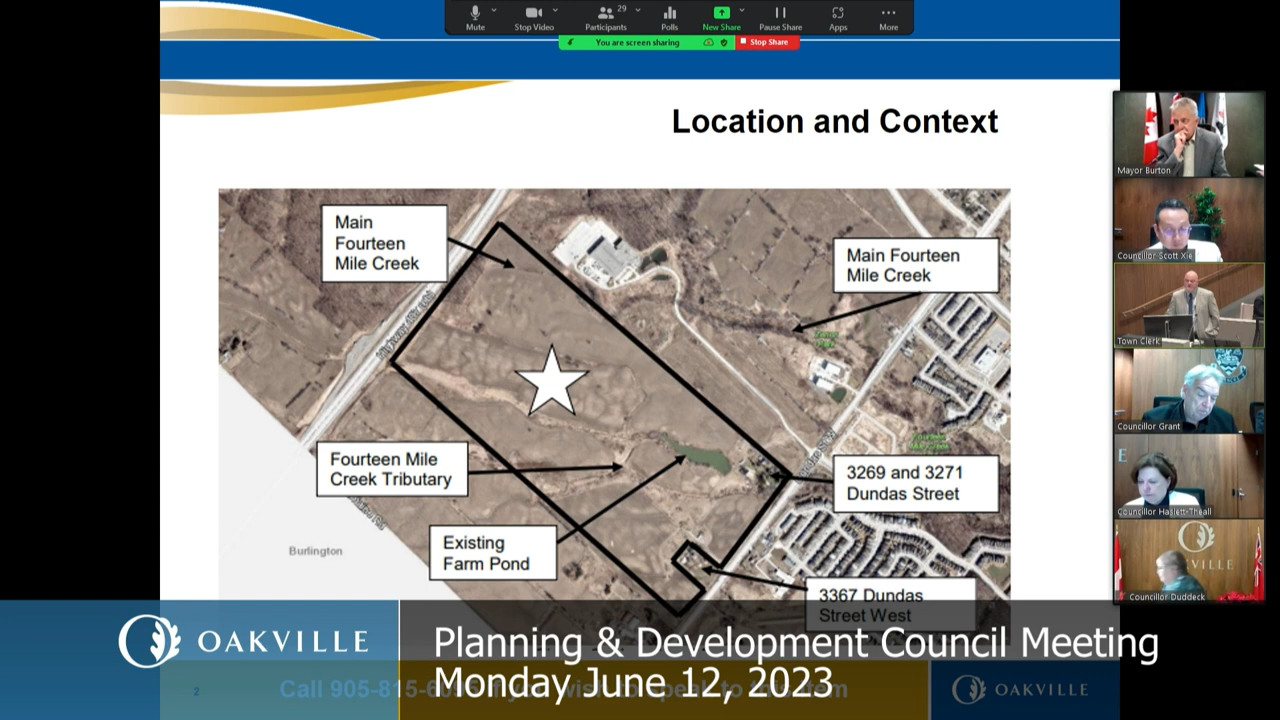 Mute
Stop Video
Participants
29
Polls
New Share
Pause Share
Apps
More
You are screen sharing
Stop Share
Location and Context
Main
Fourteen
Mile Creek
Main Fourteen
Mile Creek
Fourteen Mile
Creek Tributary
3269 and 3271
Dundas Street
Existing
Farm Pond
Burlington
3367 Dundas
Street West
Mayor Burton
Councillor Scott Xie
Town Clerk
Councillor Grant
Councillor Haslett-Theall
Councillor Duddeck
OAKVILLE
Planning & Development Council Meeting
Monday June 12, 2023
2
OAKVILLE